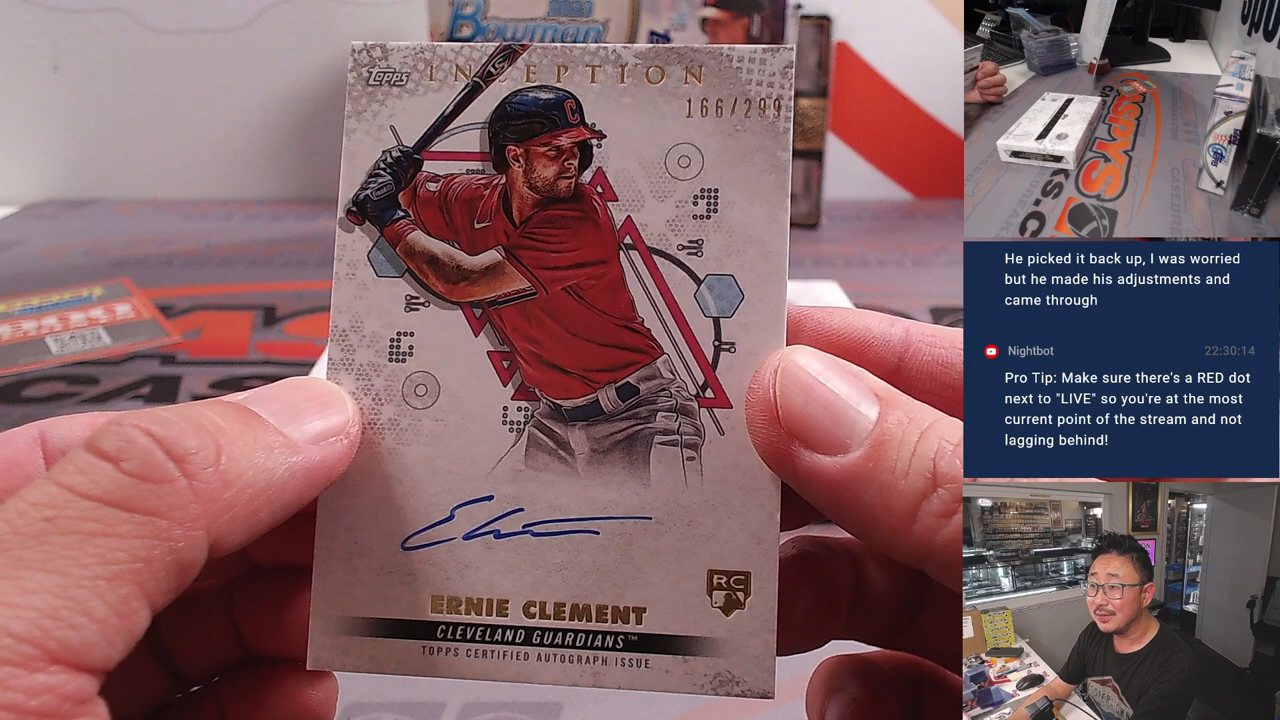 Bowman
Topps INCEPTION
166/299
C
ERNIE CLEMENT
RC
CLEVELAND GUARDIANS™
TOPPS CERTIFIED AUTOGRAPH ISSUE
He picked it back up, I was worried
but he made his adjustments and
came through
Nightbot 22:30:14
Pro Tip: Make sure there's a RED dot
next to "LIVE" so you're at the most
current point of the stream and not
lagging behind!